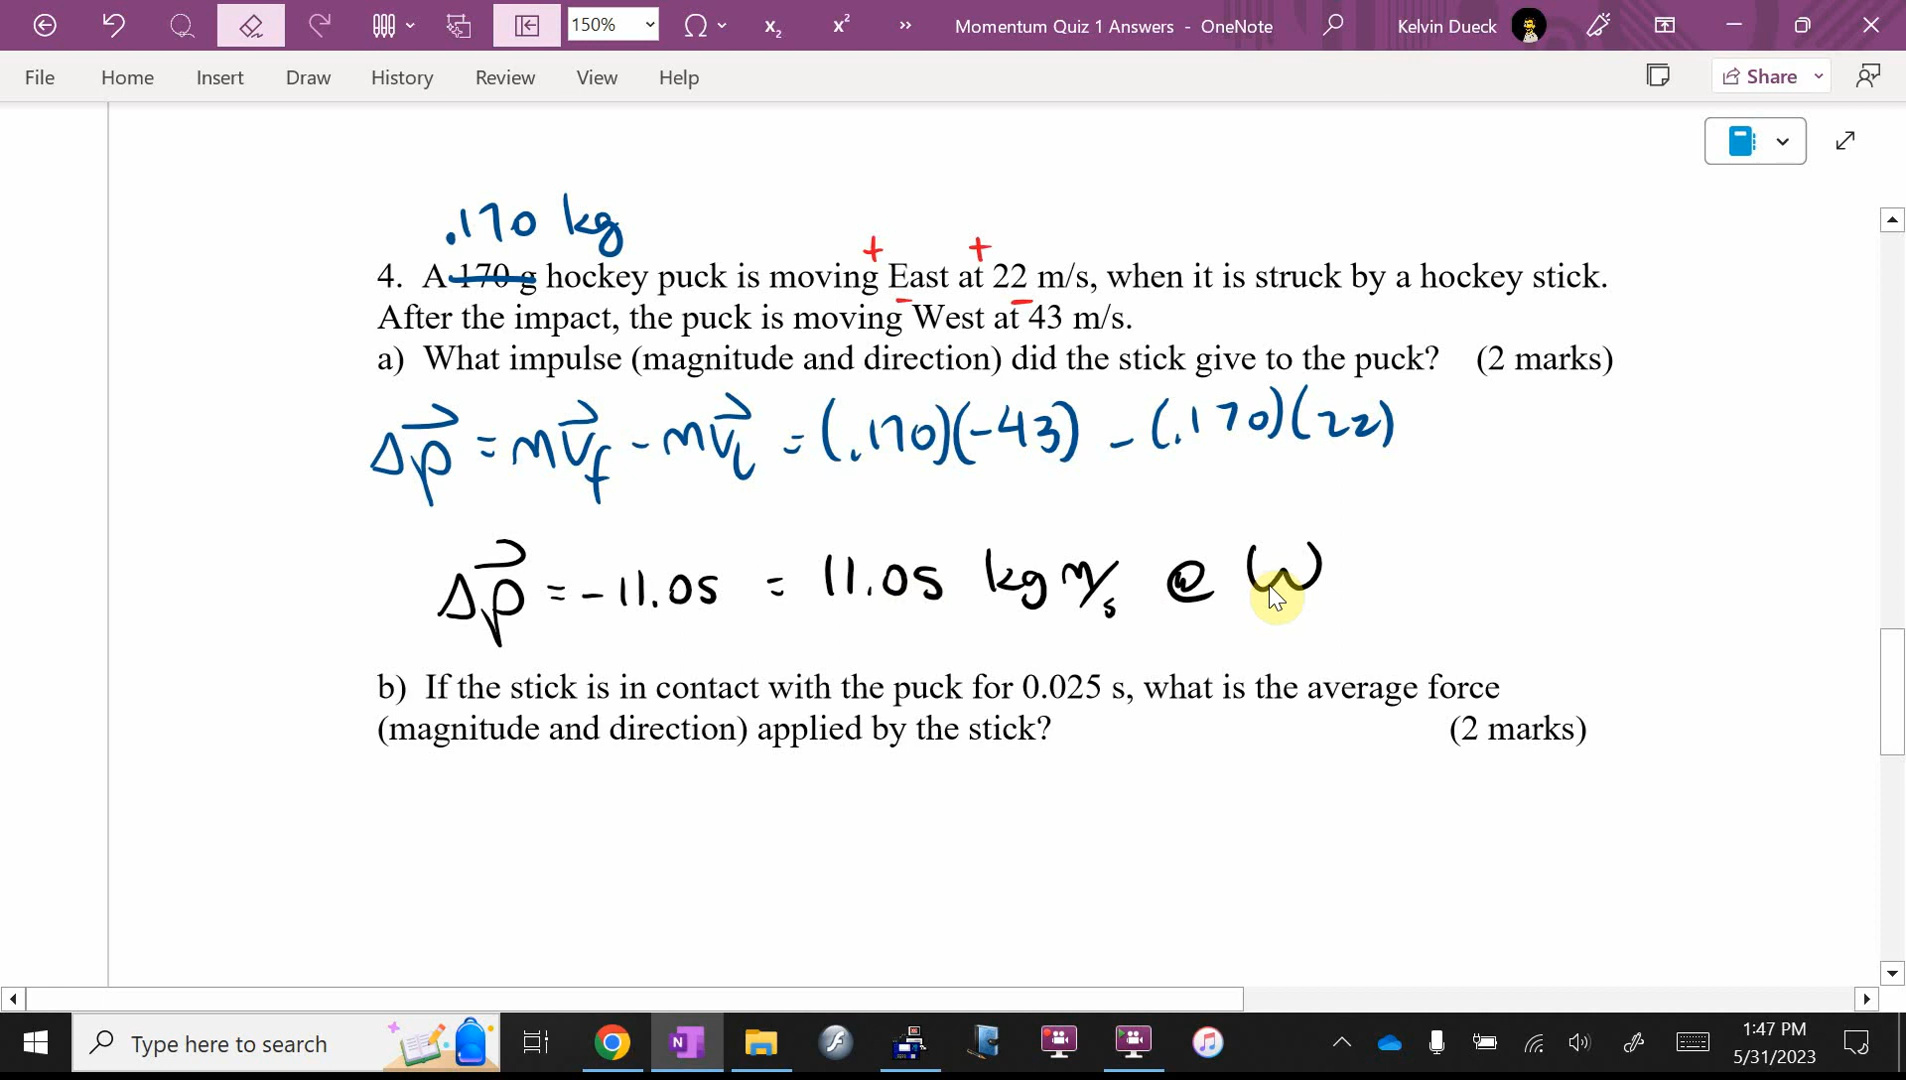 150%
Ω
x₂
x²
»
Momentum Quiz 1 Answers - OneNote
Kelvin Dueck
File Home Insert Draw History Review View Help
Share
.170 kg
+ +
4. A 170 g hockey puck is moving East at 22 m/s, when it is struck by a hockey stick.
- -
After the impact, the puck is moving West at 43 m/s.
a) What impulse (magnitude and direction) did the stick give to the puck? (2 marks)
Δp = mvf - mvi = (.170)(-43) - (.170)(22)
Δp = -11.05 = 11.05 kg m/s @ W
b) If the stick is in contact with the puck for 0.025 s, what is the average force
(magnitude and direction) applied by the stick? (2 marks)
Type here to search
N
f
1:47 PM
5/31/2023